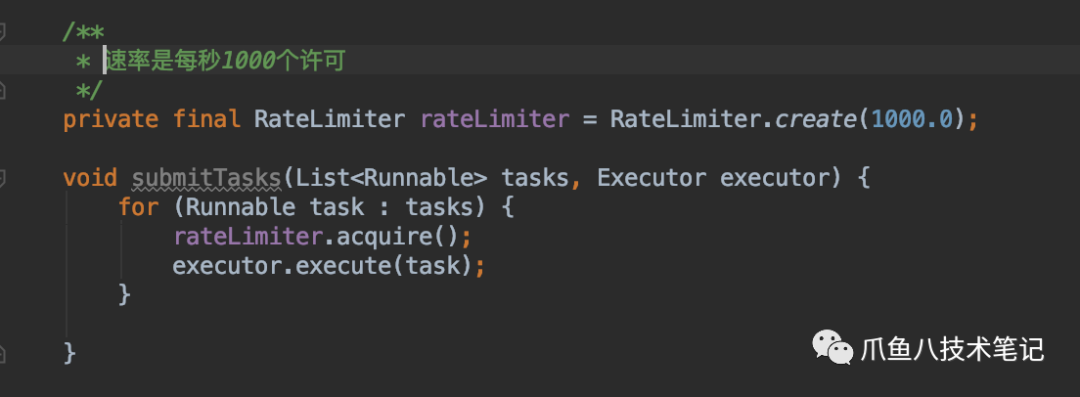 /**
 * 速率是每秒1000个许可
 */
private final RateLimiter rateLimiter = RateLimiter.create(1000.0);
void submitTasks(List<Runnable> tasks, Executor executor) {
for (Runnable task : tasks) {
rateLimiter.acquire();
executor.execute(task);
}
}
爪鱼八技术笔记